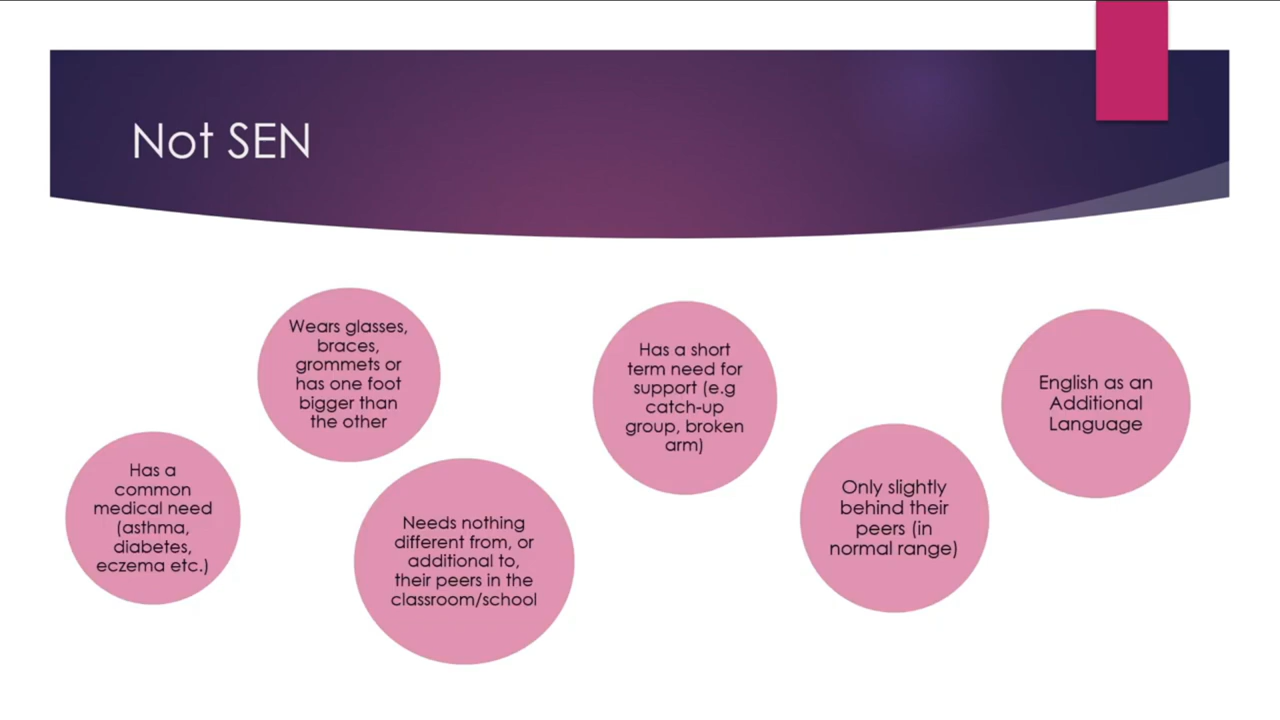 Not SEN
Wears glasses,
braces,
grommets or
has one foot
bigger than
the other
Has a short
term need for
support (e.g
catch-up
group, broken
arm)
English as an
Additional
Language
Has a
common
medical need
(asthma,
diabetes,
eczema etc.)
Needs nothing
different from, or
additional to,
their peers in the
classroom/school
Only slightly
behind their
peers (in
normal range)